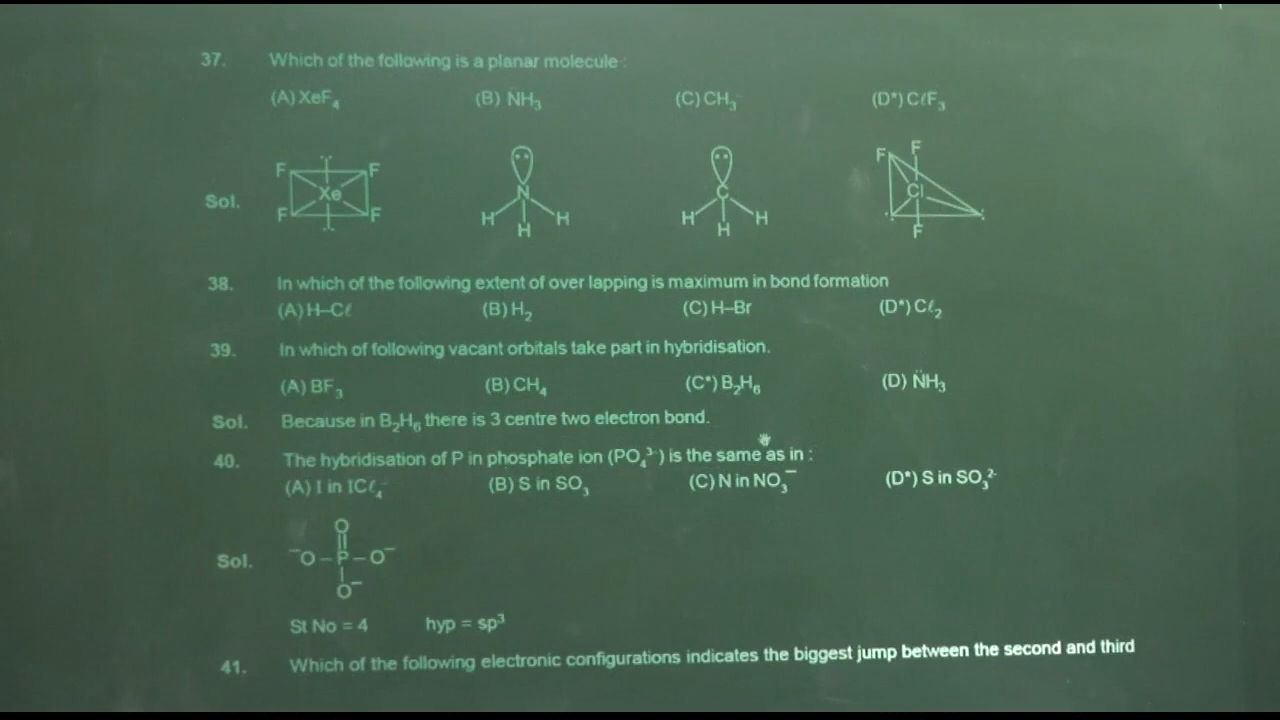 37. Which of the following is a planar molecule :
(A) XeF₄ (B) NH₃ (C) CH₃⁻ (D*) CℓF₃
Sol.
F F
Xe
F F
N
H H
H
C
H H
H
F F
Cl
F
38. In which of the following extent of over lapping is maximum in bond formation
(A) H–Cℓ (B) H₂ (C) H–Br (D*) Cℓ₂
39. In which of following vacant orbitals take part in hybridisation.
(A) BF₃ (B) CH₄ (C*) B₂H₆ (D) N̈H₃
Sol. Because in B₂H₆ there is 3 centre two electron bond.
40. The hybridisation of P in phosphate ion (PO₄³⁻) is the same as in :
(A) I in ICℓ₄⁻ (B) S in SO₃ (C) N in NO₃⁻ (D*) S in SO₃²⁻
Sol.
O
⁻O–P–O⁻
O⁻
St No = 4 hyp = sp³
41. Which of the following electronic configurations indicates the biggest jump between the second and third